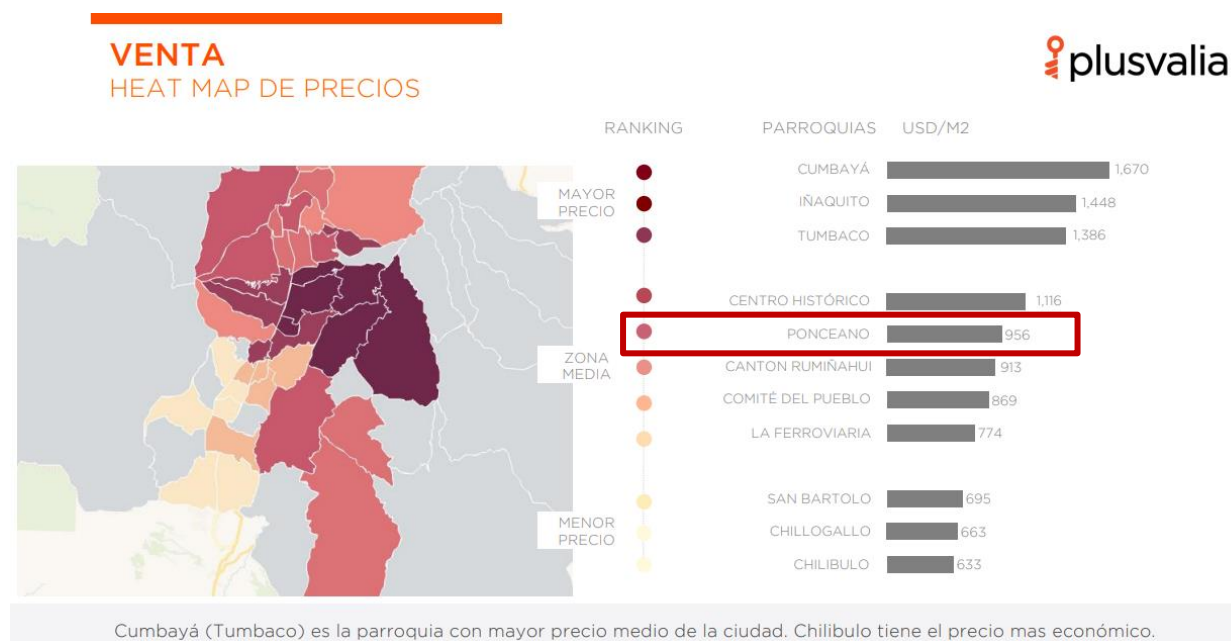 VENTA
HEAT MAP DE PRECIOS
plusvalia
RANKING PARROQUIAS USD/M2
MAYOR PRECIO
CUMBAYÁ 1,670
IÑAQUITO 1,448
TUMBACO 1,386
ZONA MEDIA
CENTRO HISTÓRICO 1,116
PONCEANO 956
CANTON RUMIÑAHUI 913
COMITÉ DEL PUEBLO 869
LA FERROVIARIA 774
MENOR PRECIO
SAN BARTOLO 695
CHILLOGALLO 663
CHILIBULO 633
Cumbayá (Tumbaco) es la parroquia con mayor precio medio de la ciudad. Chilibulo tiene el precio mas económico.